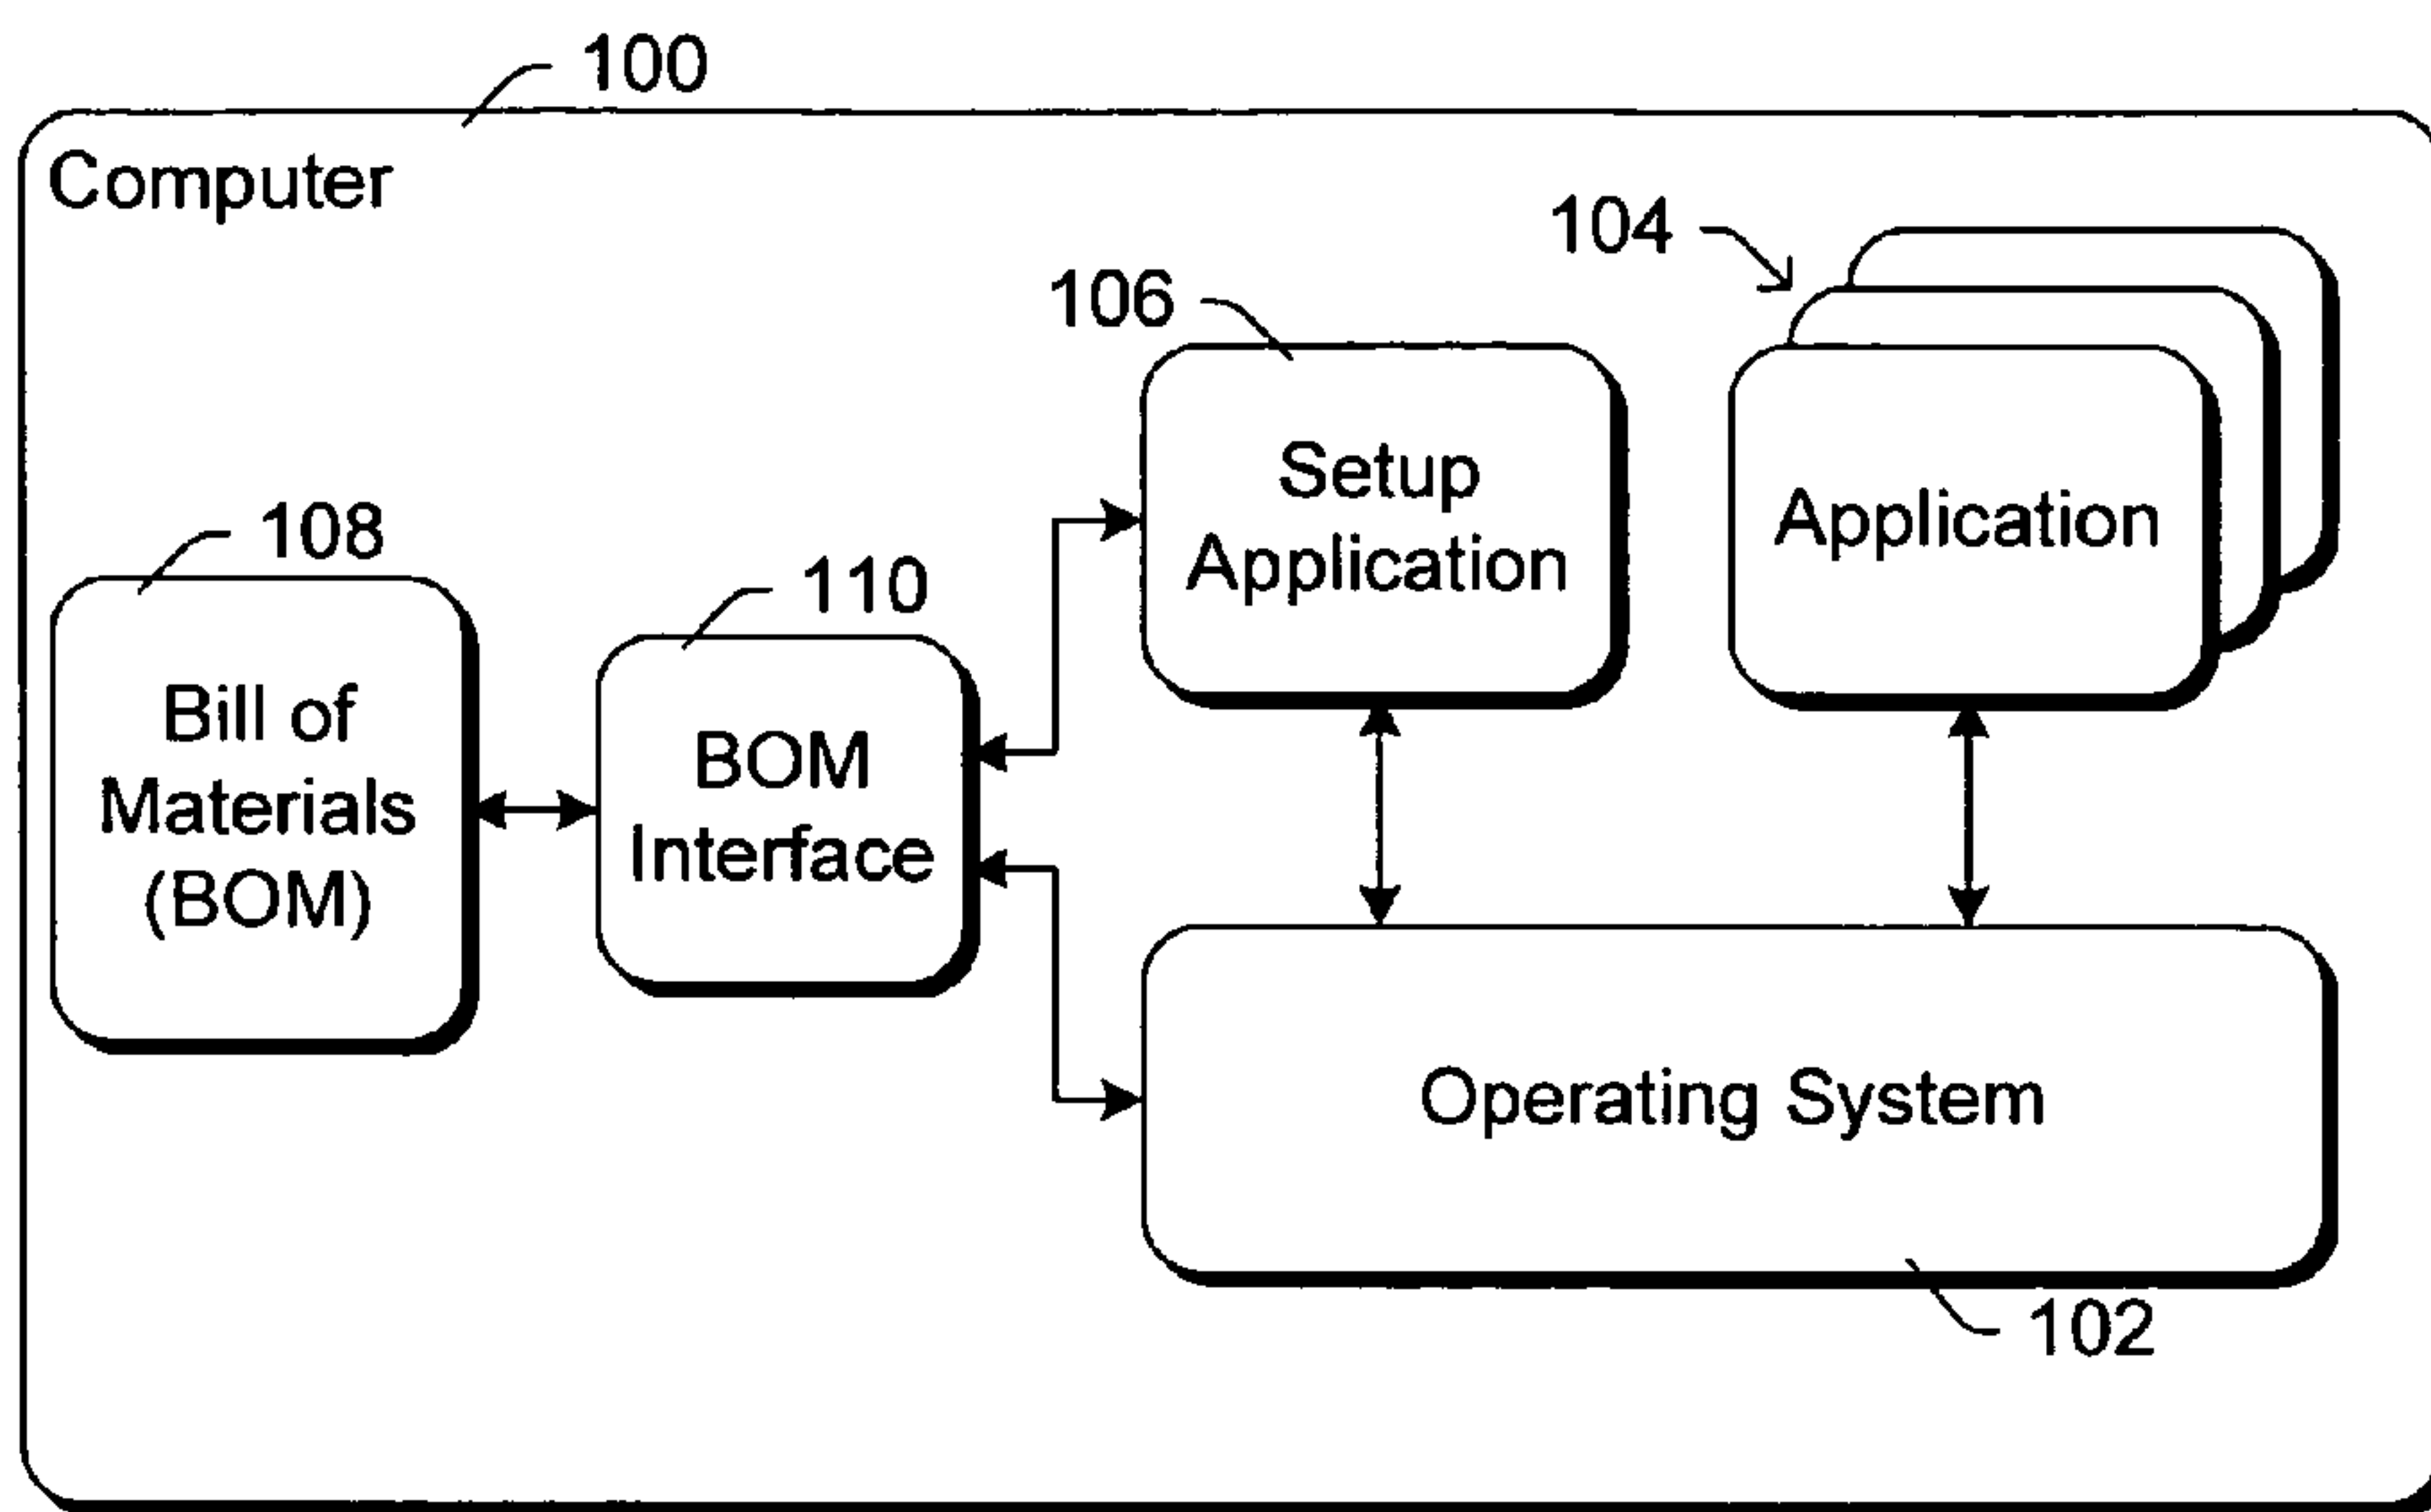 100
Computer
104
106
Setup
Application
Application
108
110
Bill of
Materials
(BOM)
BOM
Interface
Operating System
102